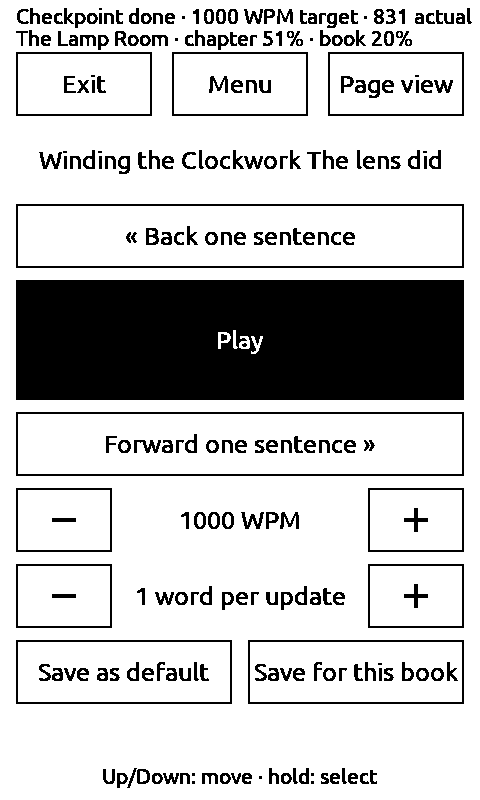 Checkpoint done · 1000 WPM target · 831 actual
The Lamp Room · chapter 51% · book 20%
Exit
Menu
Page view
Winding the Clockwork The lens did
« Back one sentence
Play
Forward one sentence »
− 1000 WPM +
− 1 word per update +
Save as default
Save for this book
Up/Down: move · hold: select